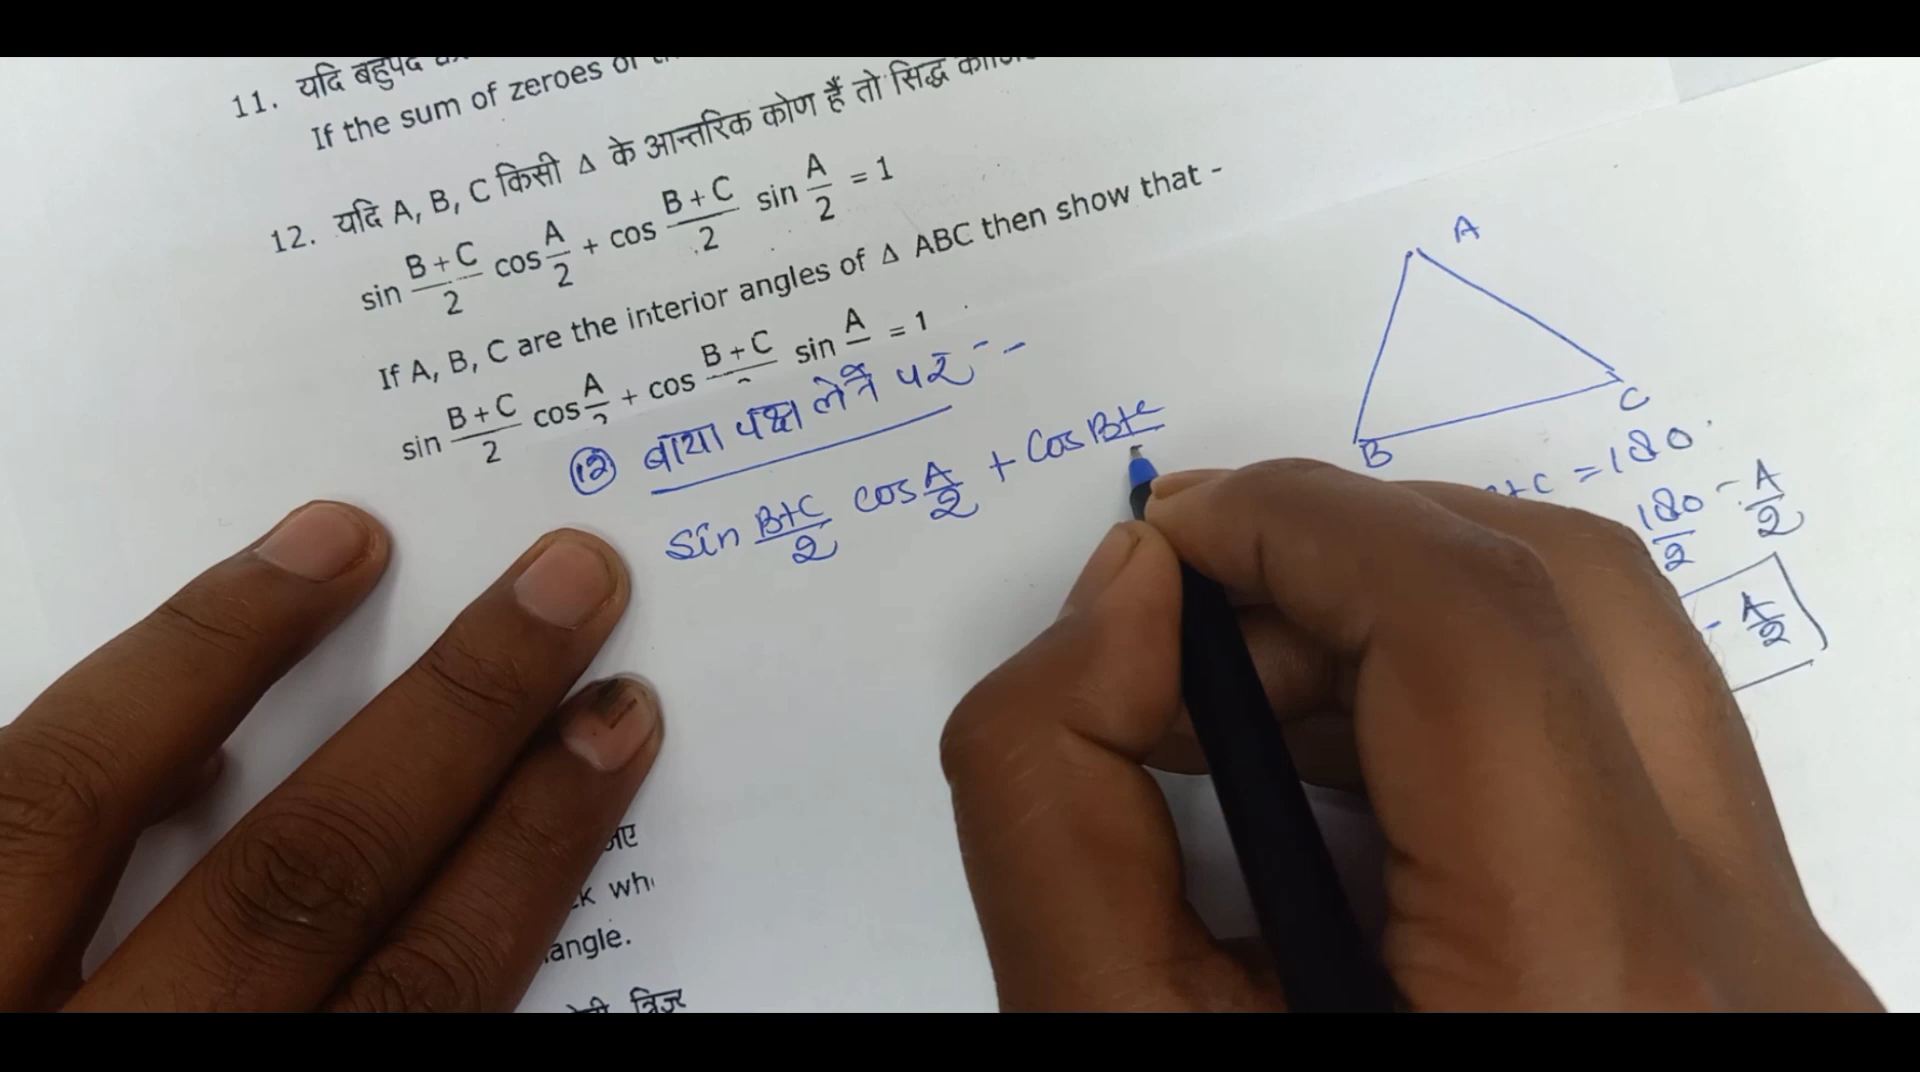 11. यदि बहुपद
If the sum of zeroes of
12. यदि A, B, C किसी Δ के आन्तरिक कोण हैं तो सिद्ध
sin B+C/2 cos A/2 + cos B+C/2 sin A/2 = 1
If A, B, C are the interior angles of Δ ABC then show that -
sin B+C/2 cos A/2 + cos B+C sin A = 1
(12) बाया पक्ष लेने पर - -
sin B+C/2 cos A/2 + cos B+C
A
B
C
+C = 180
180/2 - A/2
- A/2
angle.